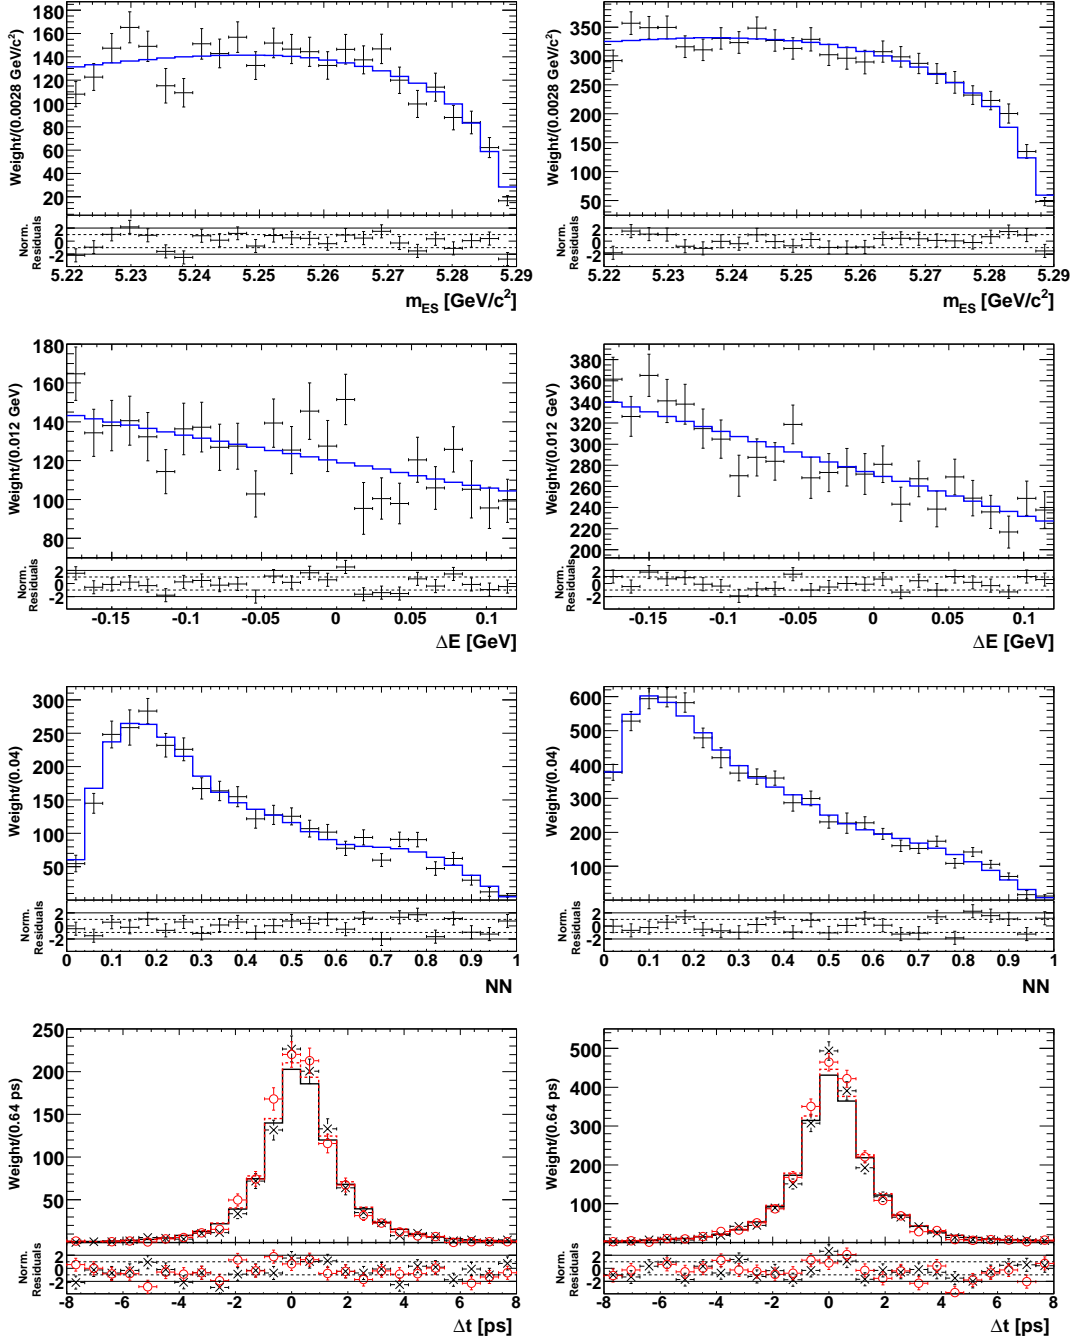 Weight/(0.0028 GeV/c²)
180
160
140
120
100
80
60
40
20
Norm.
Residuals
2
0
-2
5.22 5.23 5.24 5.25 5.26 5.27 5.28 5.29
m_ES [GeV/c²]
Weight/(0.0028 GeV/c²)
350
300
250
200
150
100
50
Norm.
Residuals
2
0
-2
5.22 5.23 5.24 5.25 5.26 5.27 5.28 5.29
m_ES [GeV/c²]
Weight/(0.012 GeV)
180
160
140
120
100
80
Norm.
Residuals
2
0
-2
-0.15 -0.1 -0.05 0 0.05 0.1
ΔE [GeV]
Weight/(0.012 GeV)
380
360
340
320
300
280
260
240
220
200
Norm.
Residuals
2
0
-2
-0.15 -0.1 -0.05 0 0.05 0.1
ΔE [GeV]
Weight/(0.04)
300
250
200
150
100
50
0
Norm.
Residuals
2
0
-2
0 0.1 0.2 0.3 0.4 0.5 0.6 0.7 0.8 0.9 1
NN
Weight/(0.04)
600
500
400
300
200
100
0
Norm.
Residuals
2
0
-2
0 0.1 0.2 0.3 0.4 0.5 0.6 0.7 0.8 0.9 1
NN
Weight/(0.64 ps)
250
200
150
100
50
Norm.
Residuals
2
0
-2
-8 -6 -4 -2 0 2 4 6 8
Δt [ps]
Weight/(0.64 ps)
500
400
300
200
100
Norm.
Residuals
2
0
-2
-8 -6 -4 -2 0 2 4 6 8
Δt [ps]